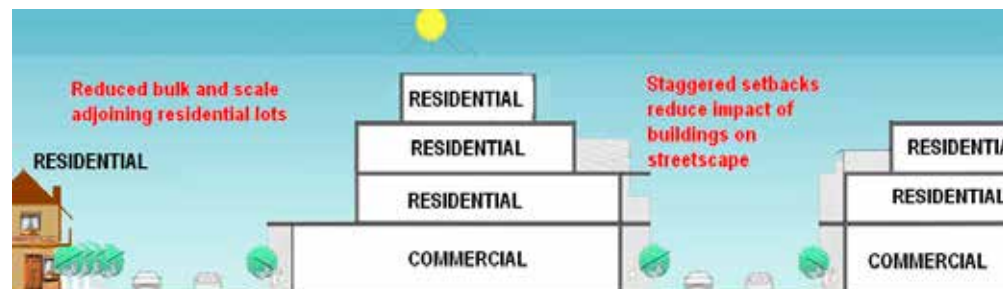 Reduced bulk and scale
adjoining residential lots
RESIDENTIAL
RESIDENTIAL
RESIDENTIAL
RESIDENTIAL
COMMERCIAL
Staggered setbacks
reduce impact of
buildings on
streetscape
RESIDENTIA
RESIDENTIAL
COMMERCIAL